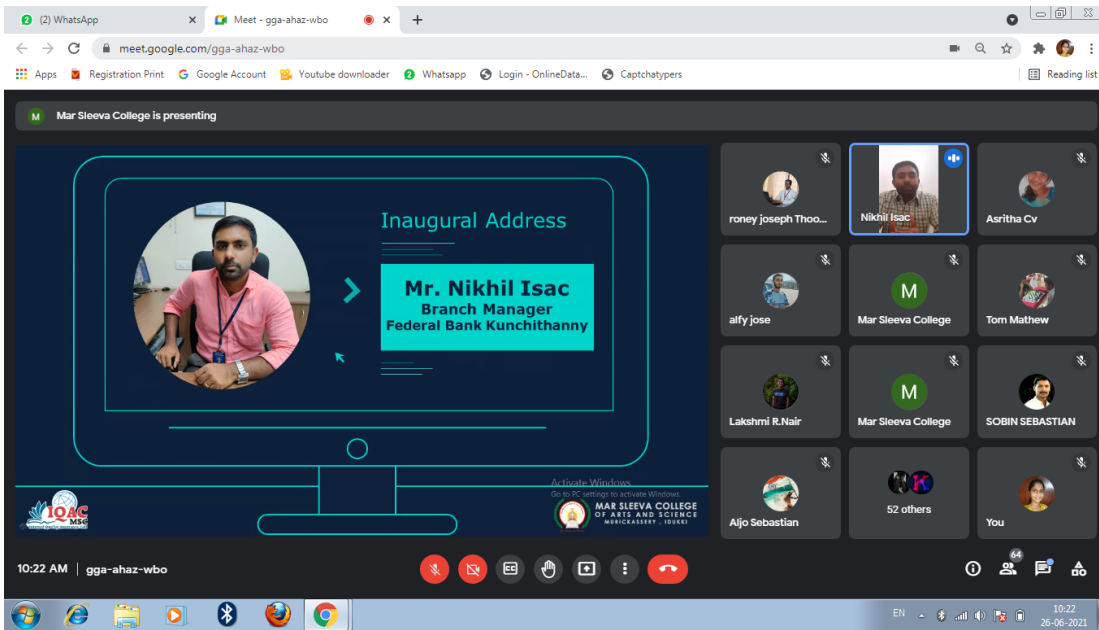 (2) WhatsApp
Meet - gga-ahaz-wbo
meet.google.com/gga-ahaz-wbo
Apps
Registration Print
Google Account
Youtube downloader
Whatsapp
Login - OnlineData...
Captchatypers
Reading list
M
Mar Sleeva College is presenting
Inaugural Address
Mr. Nikhil Isac
Branch Manager
Federal Bank Kunchithanny
Activate Windows
Go to PC settings to activate Windows.
IQAC
MSC
MAR SLEEVA COLLEGE
OF ARTS AND SCIENCE
MURICKASSERY , IDUKKI
roney joseph Thoo...
Nikhil Isac
Asritha Cv
alfy jose
M
Mar Sleeva College
Tom Mathew
Lakshmi R.Nair
M
Mar Sleeva College
SOBIN SEBASTIAN
Aljo Sebastian
K
52 others
You
10:22 AM | gga-ahaz-wbo
64
EN
10:22
26-06-2021